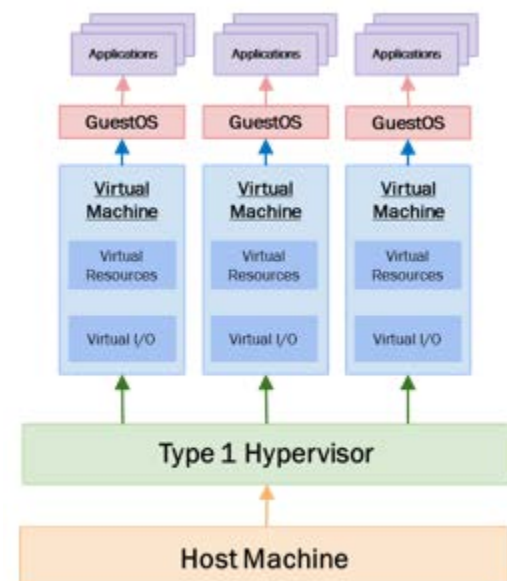 Applications Applications Applications
GuestOS GuestOS GuestOS
Virtual Virtual Virtual
Machine Machine Machine
Virtual Virtual Virtual
Resources Resources Resources
Virtual I/O Virtual I/O Virtual I/O
Type 1 Hypervisor
Host Machine